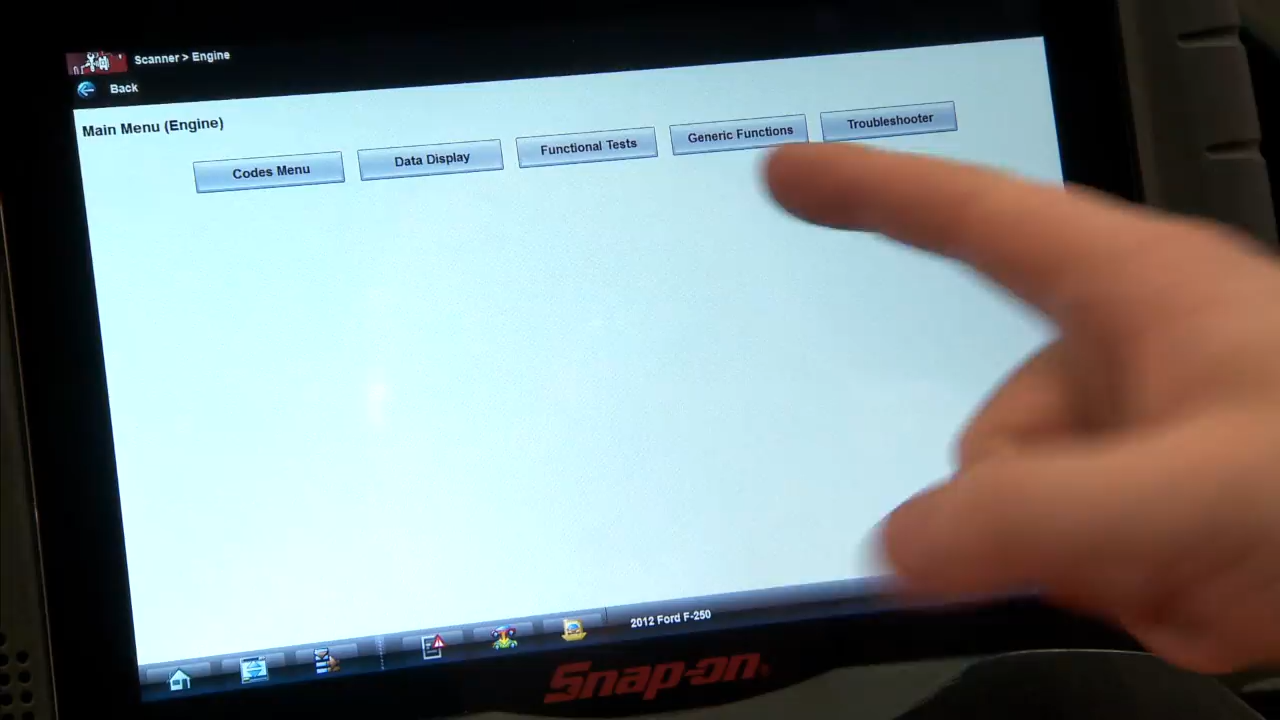 Scanner > Engine
Back
Main Menu (Engine)
Codes Menu
Data Display
Functional Tests
Generic Functions
Troubleshooter
2012 Ford F-250
Snap-on